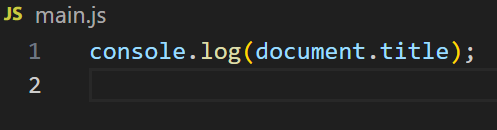 JS main.js
1 console.log(document.title);
2